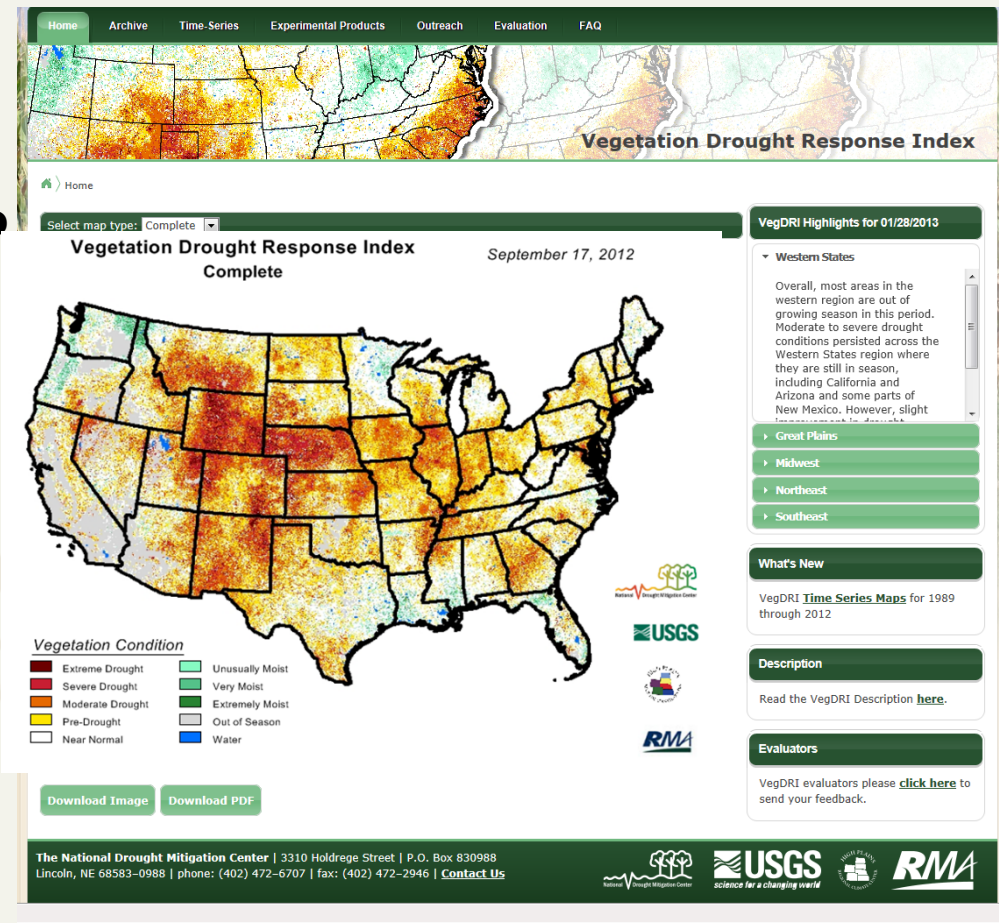 Home Archive Time-Series Experimental Products Outreach Evaluation FAQ
Vegetation Drought Response Index
Home
Select map type: Complete
Vegetation Drought Response Index
Complete
September 17, 2012
Vegetation Condition
Extreme Drought
Severe Drought
Moderate Drought
Pre-Drought
Near Normal
Unusually Moist
Very Moist
Extremely Moist
Out of Season
Water
National Drought Mitigation Center
USGS
RMA
Download Image Download PDF
VegDRI Highlights for 01/28/2013
Western States
Overall, most areas in the
western region are out of
growing season in this period.
Moderate to severe drought
conditions persisted across the
Western States region where
they are still in season,
including California and
Arizona and some parts of
New Mexico. However, slight
Great Plains
Midwest
Northeast
Southeast
What's New
VegDRI Time Series Maps for 1989
through 2012
Description
Read the VegDRI Description here.
Evaluators
VegDRI evaluators please click here to
send your feedback.
The National Drought Mitigation Center | 3310 Holdrege Street | P.O. Box 830988
Lincoln, NE 68583–0988 | phone: (402) 472–6707 | fax: (402) 472–2946 | Contact Us
National Drought Mitigation Center
USGS
science for a changing world
HIGH PLAINS
REGIONAL CLIMATE CENTER
RMA